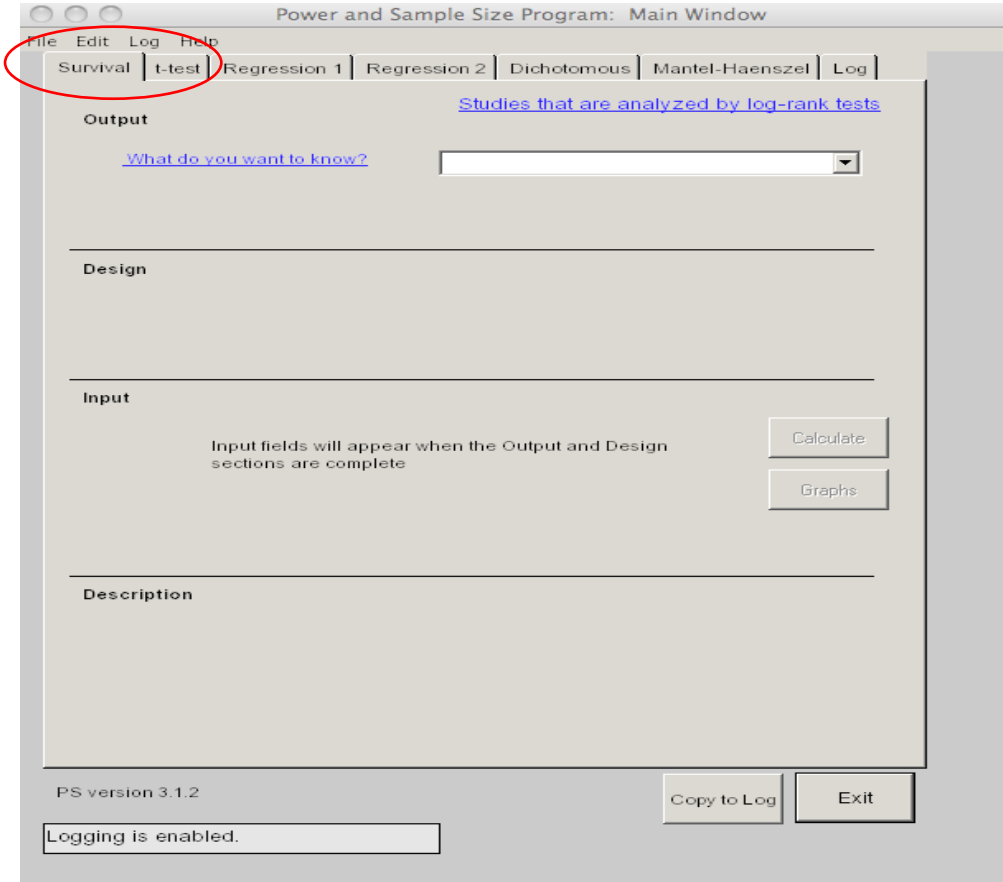 Power and Sample Size Program: Main Window
File Edit Log Help
Survival t-test Regression 1 Regression 2 Dichotomous Mantel-Haenszel Log
Studies that are analyzed by log-rank tests
Output
What do you want to know?
Design
Input
Input fields will appear when the Output and Design
sections are complete
Calculate
Graphs
Description
PS version 3.1.2
Copy to Log
Exit
Logging is enabled.